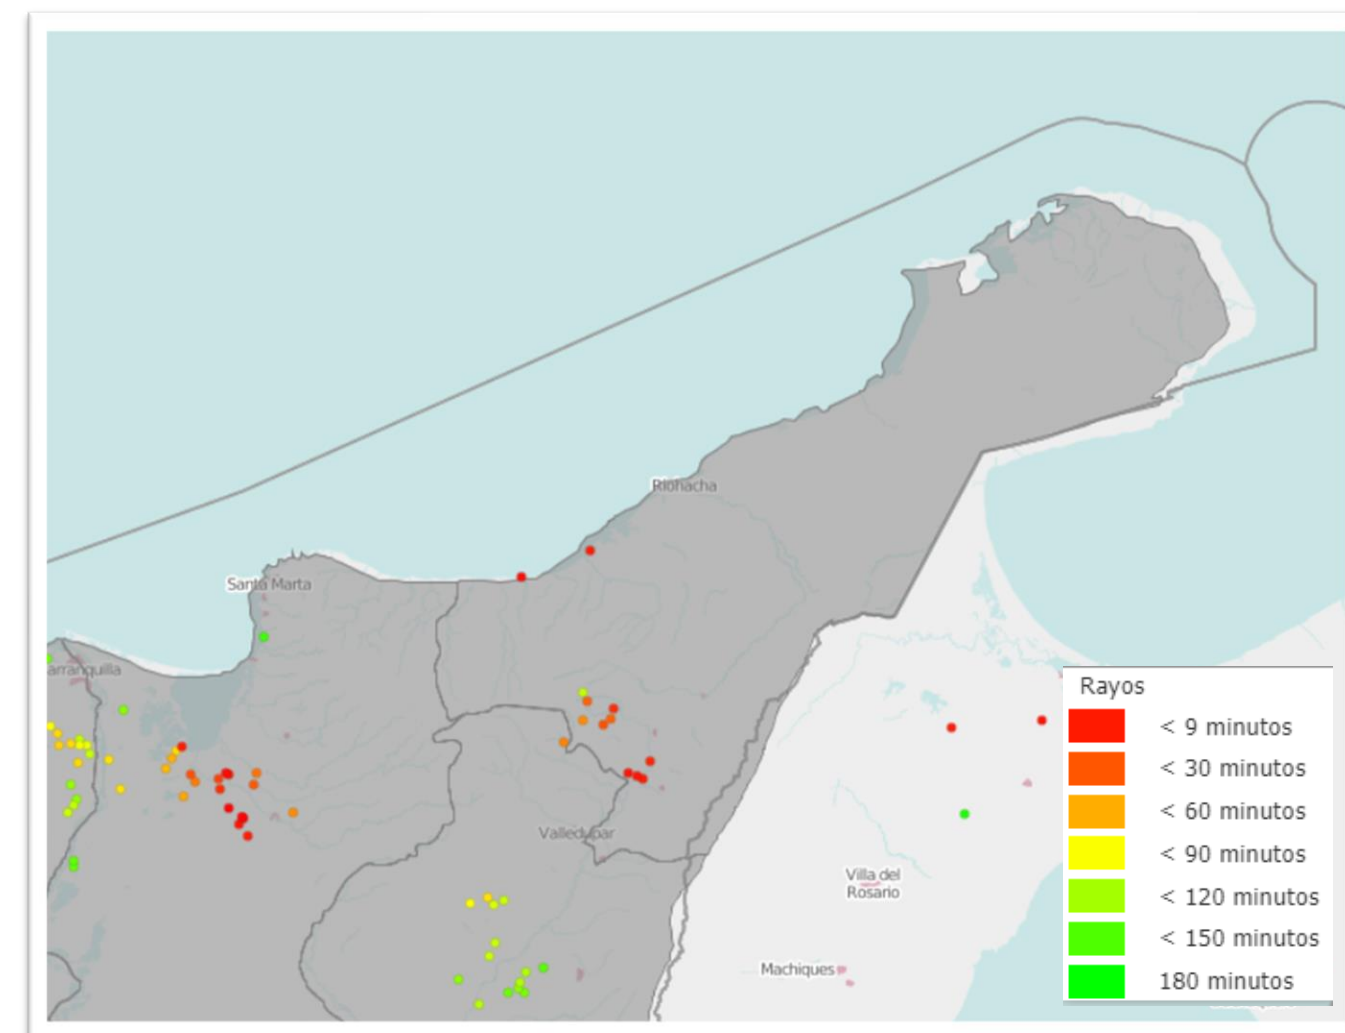 Riohacha
Santa Marta
arranquilla
Valledupar
Villa del
Rosario
Machiques
Rayos
< 9 minutos
< 30 minutos
< 60 minutos
< 90 minutos
< 120 minutos
< 150 minutos
180 minutos